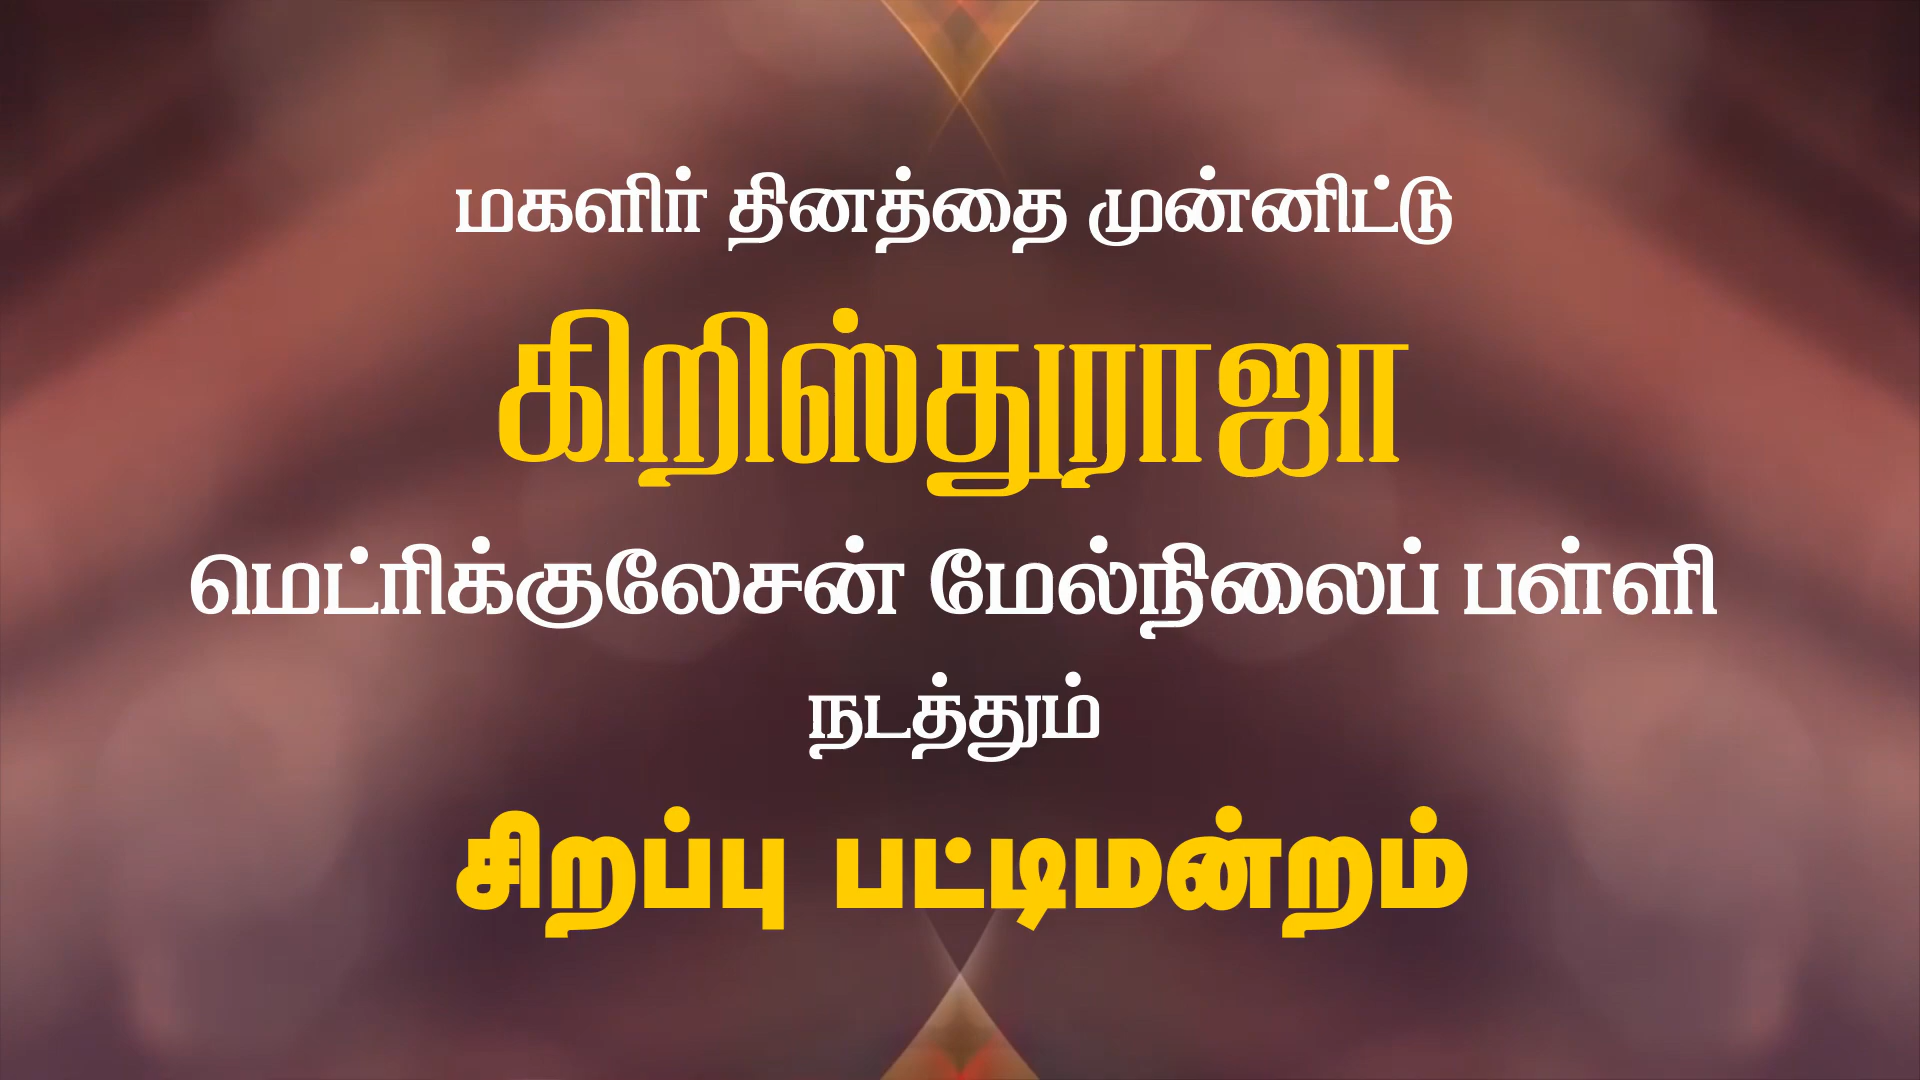 மகளிர் தினத்தை முன்னிட்டு
கிறிஸ்துராஜா
மெட்ரிக்குலேசன் மேல்நிலைப் பள்ளி
நடத்தும்
சிறப்பு பட்டிமன்றம்